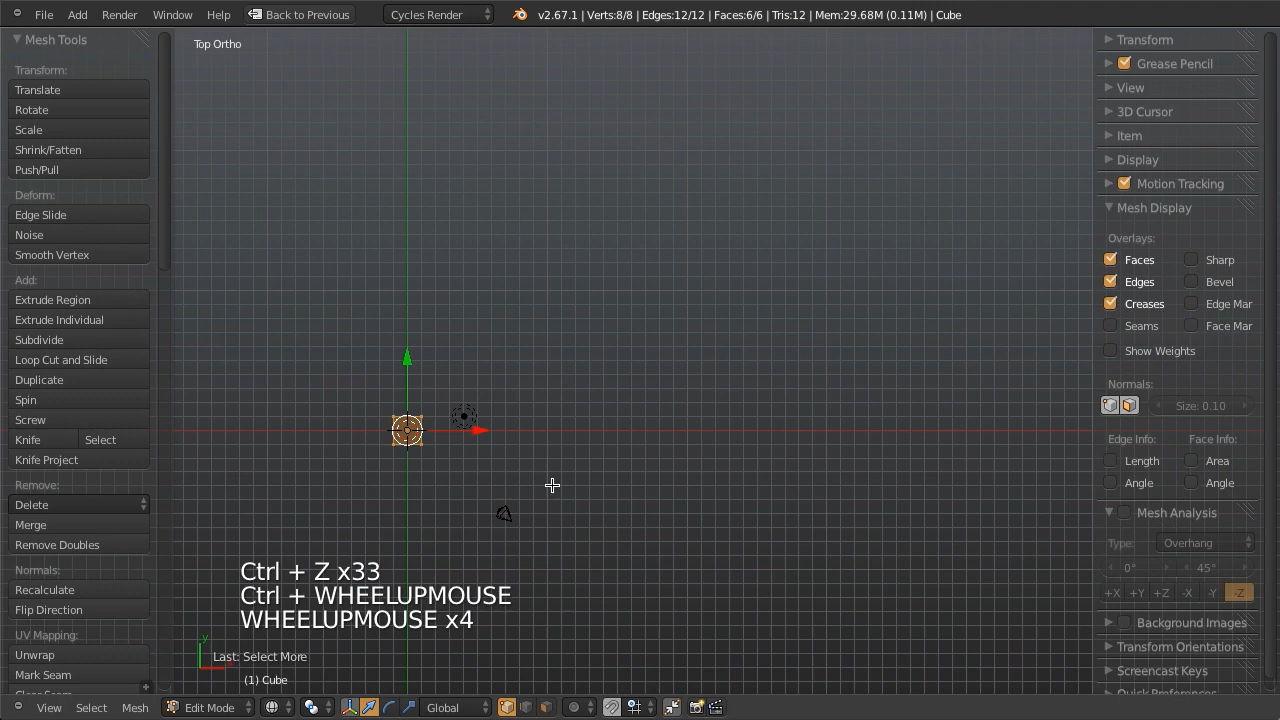 File Add Render Window Help Back to Previous Cycles Render v2.67.1 | Verts:8/8 | Edges:12/12 | Faces:6/6 | Tris:12 | Mem:29.68M (0.11M) | Cube
Mesh Tools
Transform:
Translate
Rotate
Scale
Shrink/Fatten
Push/Pull
Deform:
Edge Slide
Noise
Smooth Vertex
Add:
Extrude Region
Extrude Individual
Subdivide
Loop Cut and Slide
Duplicate
Spin
Screw
Knife Select
Knife Project
Remove:
Delete
Merge
Remove Doubles
Normals:
Recalculate
Flip Direction
UV Mapping:
Unwrap
Mark Seam
Clear Seam
Top Ortho
Ctrl + Z x33
Ctrl + WHEELUPMOUSE
WHEELUPMOUSE x4
y
x
Last: Select More
(1) Cube
Transform
Grease Pencil
View
3D Cursor
Item
Display
Motion Tracking
Mesh Display
Overlays:
Faces Sharp
Edges Bevel
Creases Edge Mar
Seams Face Mar
Show Weights
Normals:
Size: 0.10
Edge Info: Face Info:
Length Area
Angle Angle
Mesh Analysis
Type: Overhang
0° 45°
+X +Y +Z -X -Y -Z
Background Images
Transform Orientations
Screencast Keys
Quick Preferences
View Select Mesh Edit Mode Global